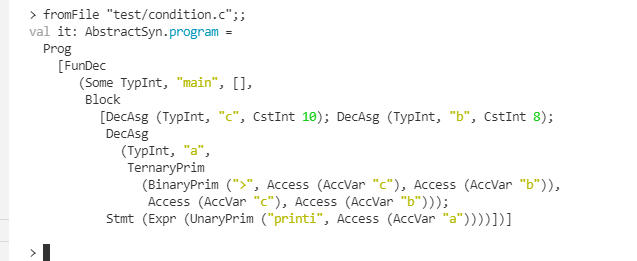 > fromFile "test/condition.c";;
val it: AbstractSyn.program =
  Prog
    [FunDec
       (Some TypInt, "main", [],
        Block
          [DecAsg (TypInt, "c", CstInt 10); DecAsg (TypInt, "b", CstInt 8);
           DecAsg
             (TypInt, "a",
              TernaryPrim
                (BinaryPrim (">", Access (AccVar "c"), Access (AccVar "b")),
                 Access (AccVar "c"), Access (AccVar "b")));
           Stmt (Expr (UnaryPrim ("printi", Access (AccVar "a"))))])]
>